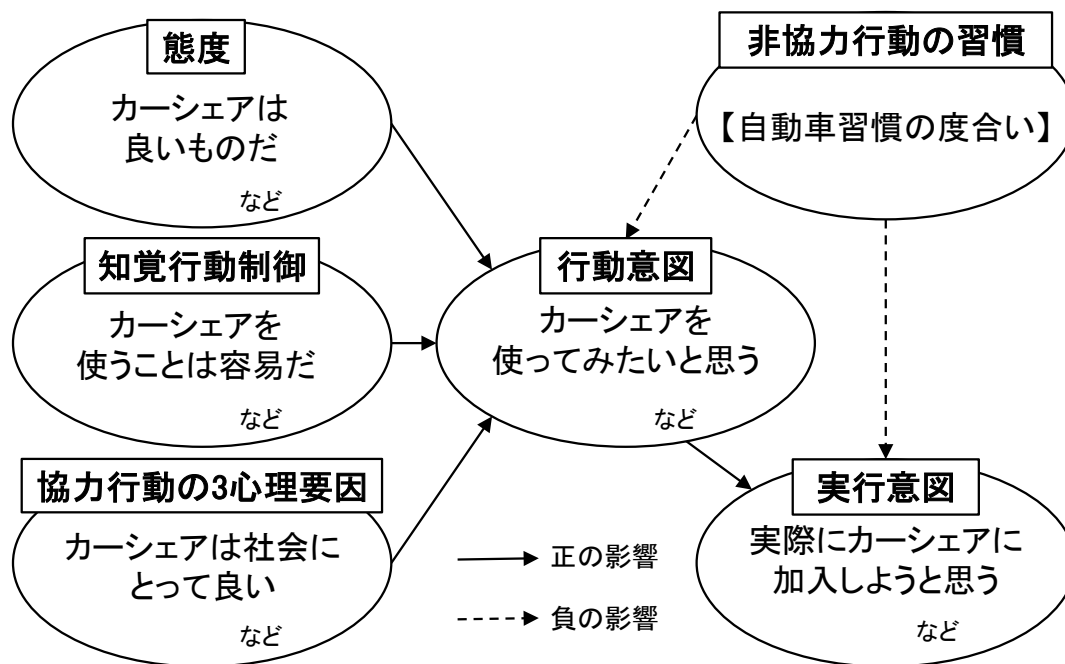 態度
カーシェアは
良いものだ
など
知覚行動制御
カーシェアを
使うことは容易だ
など
協力行動の3心理要因
カーシェアは社会に
とって良い
など
非協力行動の習慣
【自動車習慣の度合い】
行動意図
カーシェアを
使ってみたいと思う
など
実行意図
実際にカーシェアに
加入しようと思う
など
正の影響
負の影響